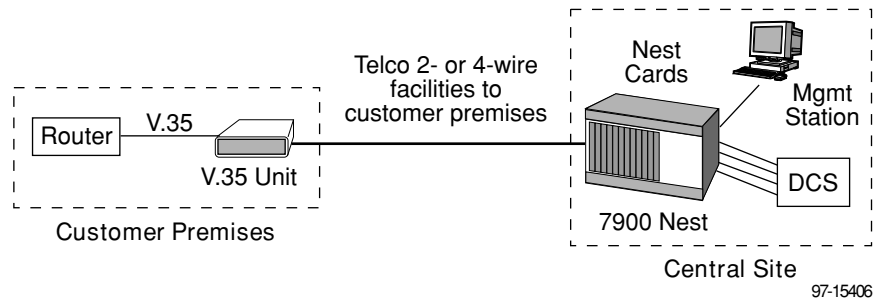 Router
V.35
V.35 Unit
Customer Premises
Telco 2- or 4-wire
facilities to
customer premises
Nest
Cards
Mgmt
Station
DCS
7900 Nest
Central Site
97-15406